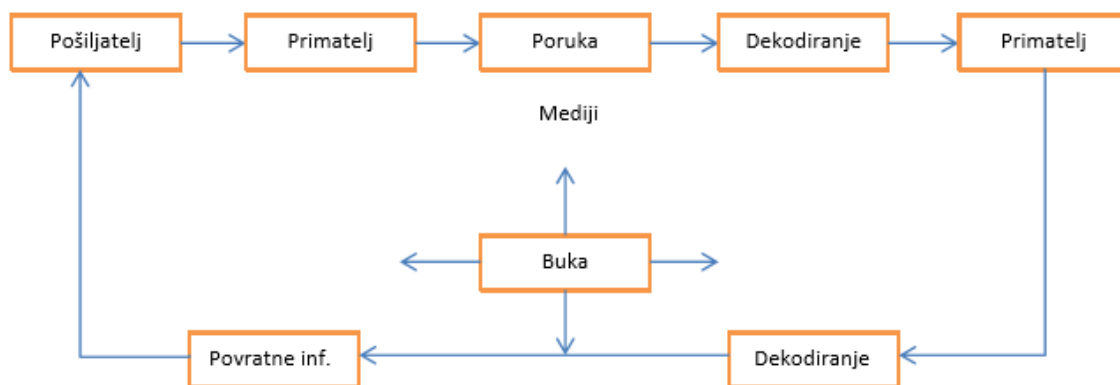 Pošiljatelj
Primatelj
Poruka
Dekodiranje
Primatelj
Mediji
Buka
Povratne inf.
Dekodiranje